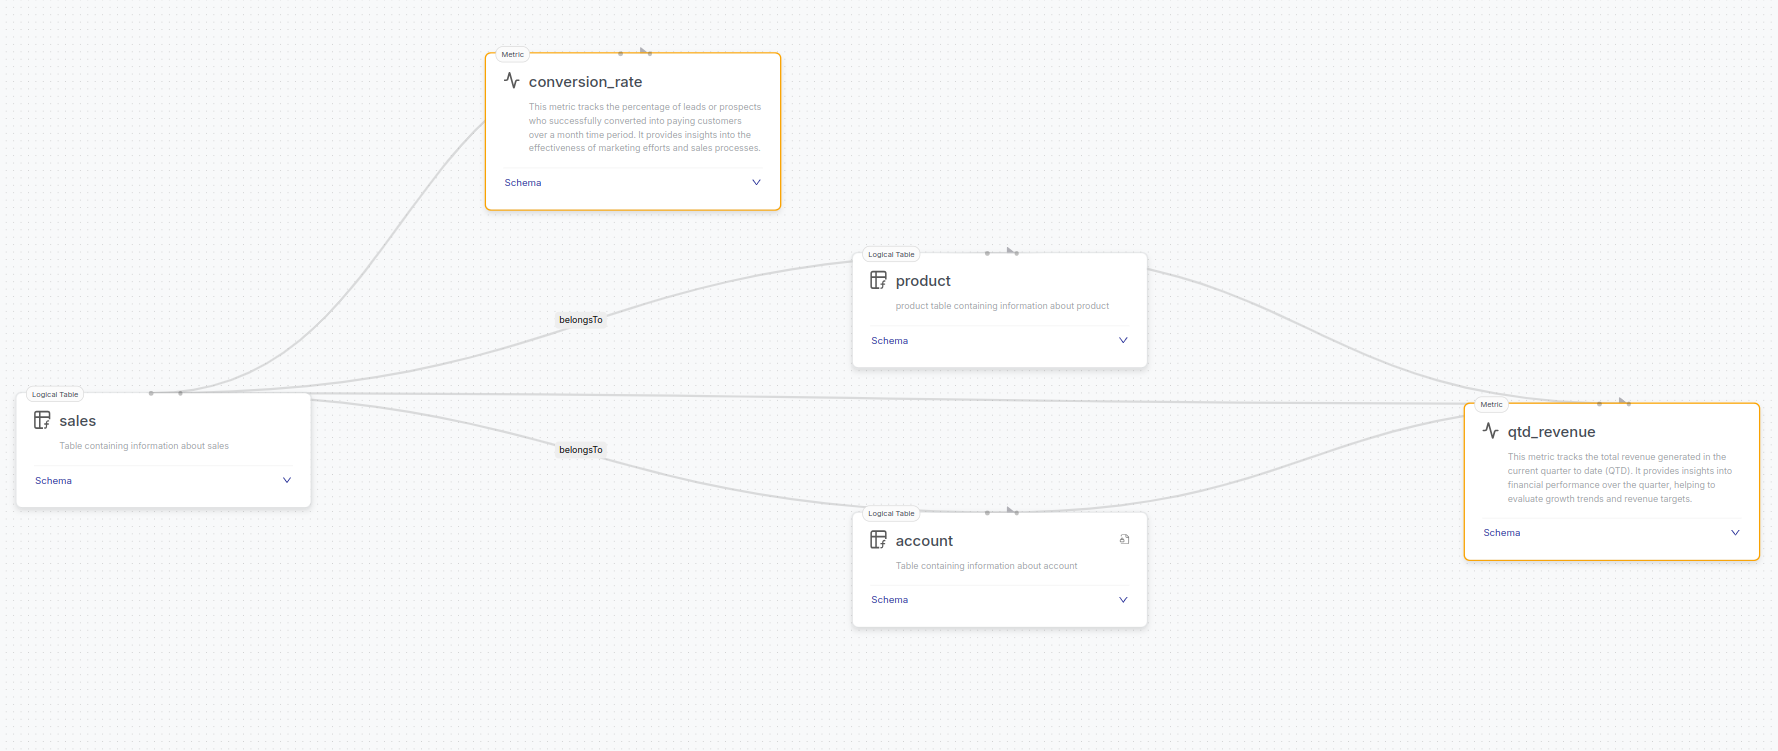 Metric
conversion_rate
This metric tracks the percentage of leads or prospects
who successfully converted into paying customers
over a month time period. It provides insights into the
effectiveness of marketing efforts and sales processes.
Schema
Logical Table
product
product table containing information about product
Schema
belongsTo
Logical Table
sales
Table containing information about sales
Schema
belongsTo
Logical Table
account
Table containing information about account
Schema
Metric
qtd_revenue
This metric tracks the total revenue generated in the
current quarter to date (QTD). It provides insights into
financial performance over the quarter, helping to
evaluate growth trends and revenue targets.
Schema